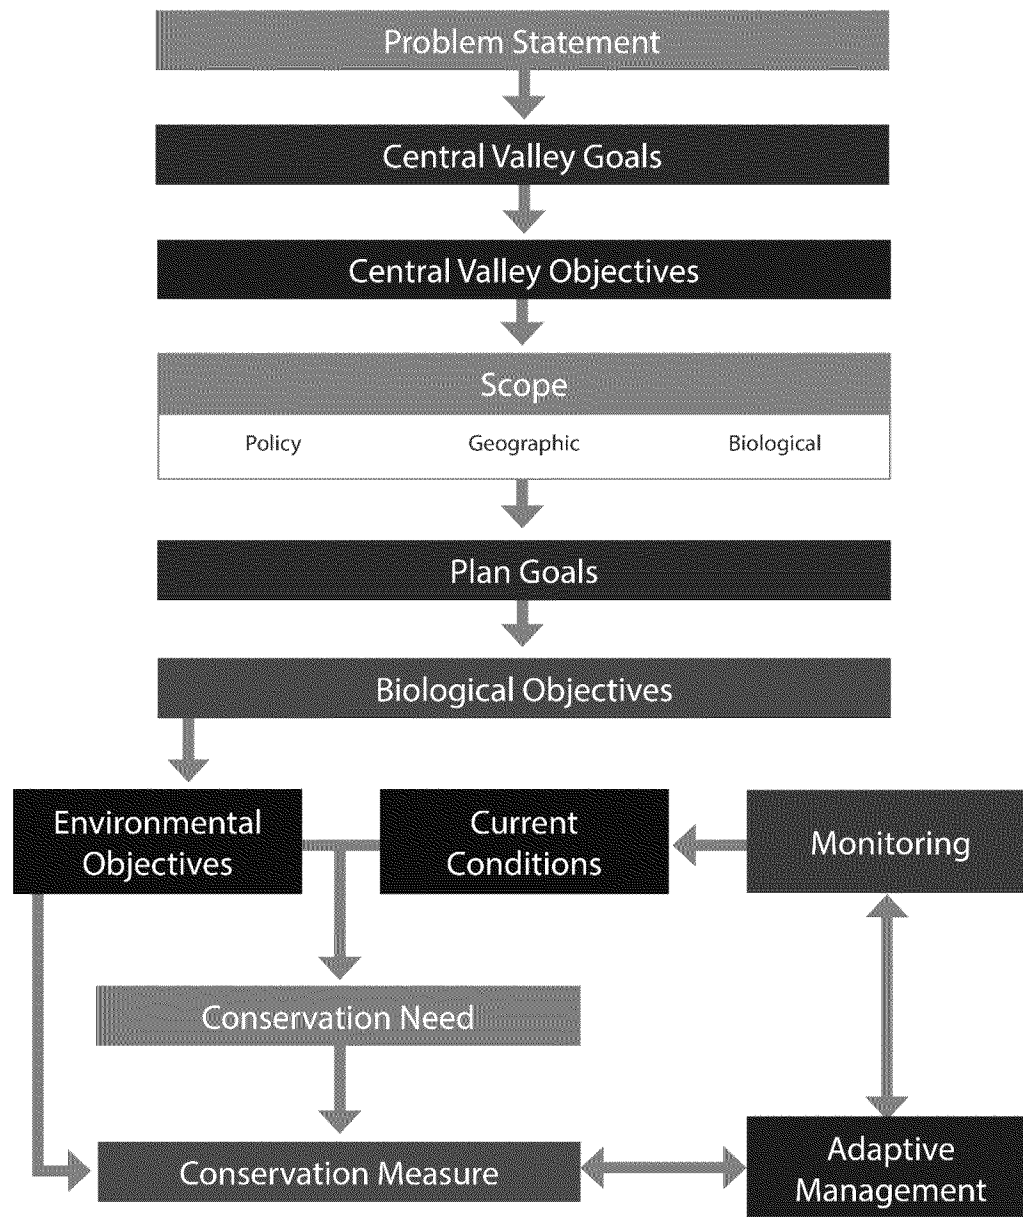 Problem Statement
Central Valley Goals
Central Valley Objectives
Scope
Policy Geographic Biological
Plan Goals
Biological Objectives
Environmental
Objectives
Current
Conditions
Monitoring
Conservation Need
Conservation Measure
Adaptive
Management